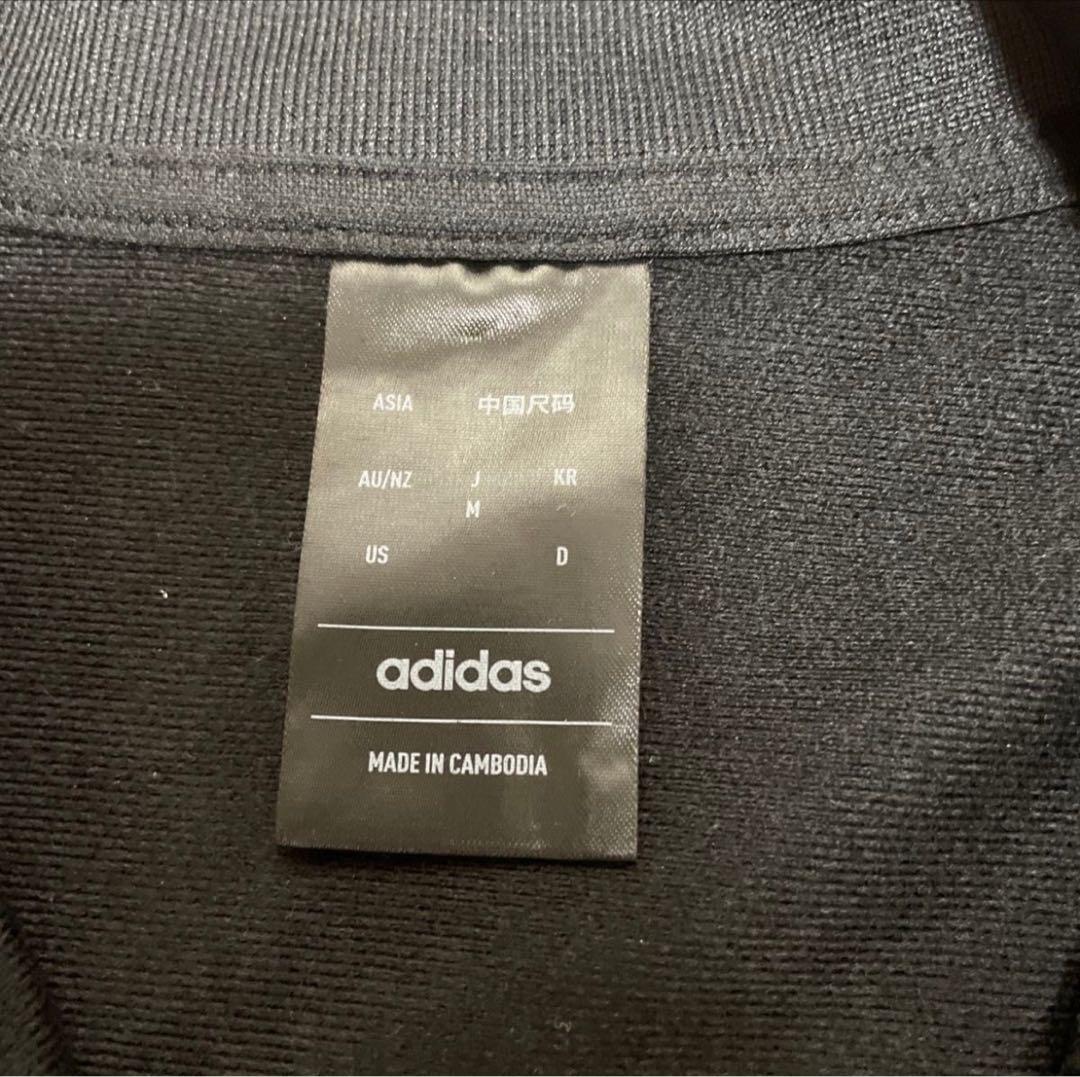 ASIA 中国尺码
AU/NZ J KR
M
US D
adidas
MADE IN CAMBODIA